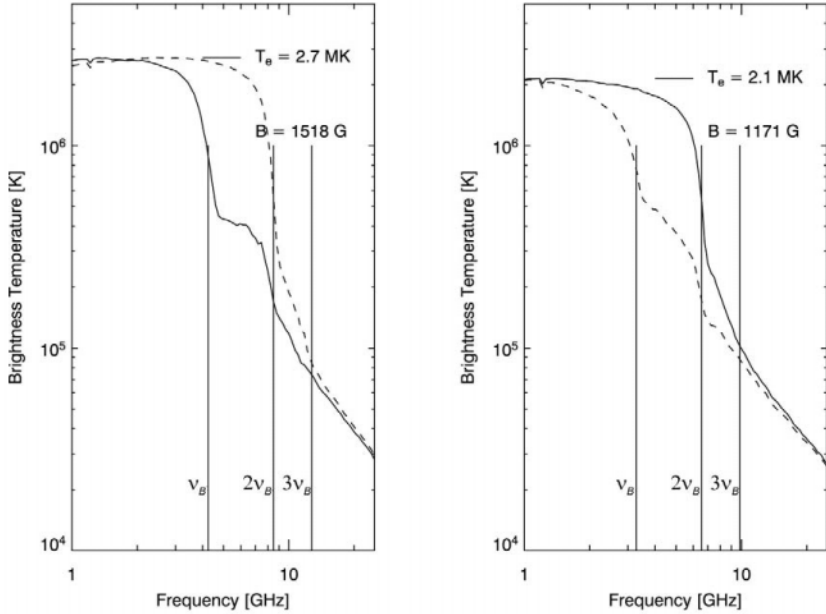 T_e = 2.7 MK
B = 1518 G
10^6
10^5
10^4
Brightness Temperature [K]
ν_B
2ν_B
3ν_B
1
10
Frequency [GHz]
T_e = 2.1 MK
B = 1171 G
10^6
10^5
10^4
Brightness Temperature [K]
ν_B
2ν_B
3ν_B
1
10
Frequency [GHz]